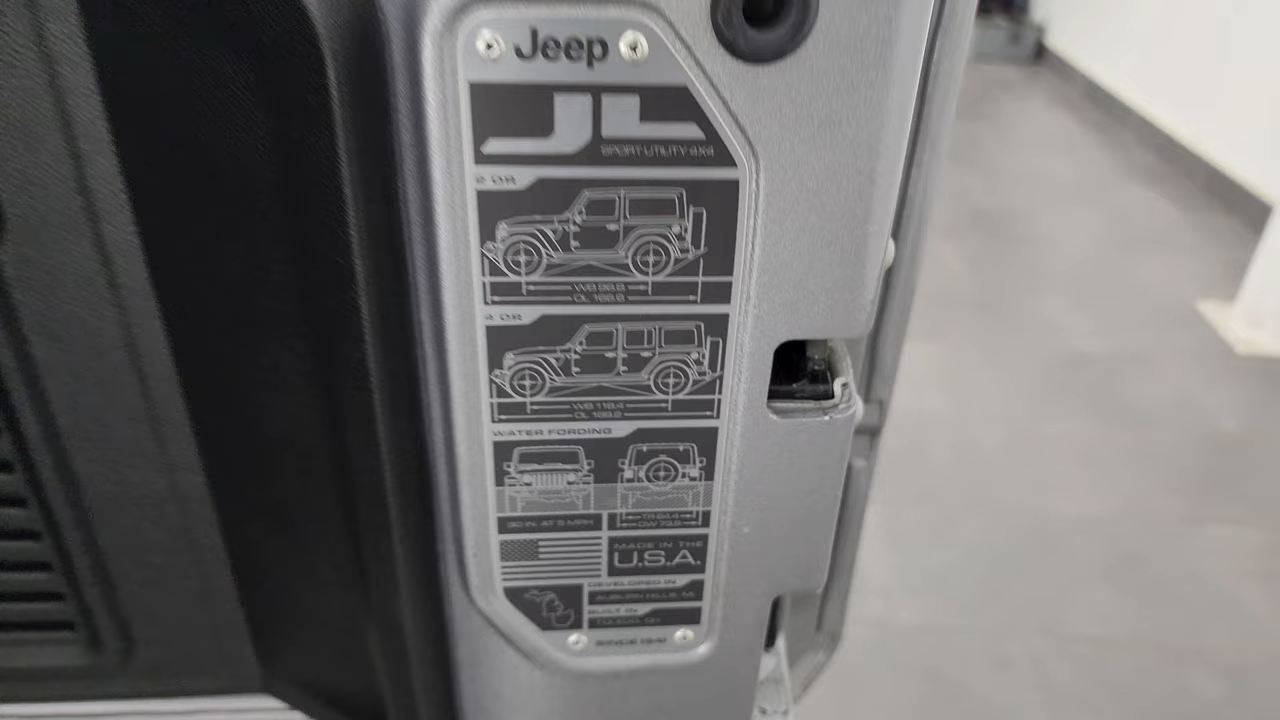 Jeep
JL
SPORT UTILITY 4X4
2 DR
WB 96.8
OL 166.8
4 DR
WB 118.4
OL 188.2
WATER FORDING
30 IN. AT 5 MPH
TR 64.4
OW 73.9
MADE IN THE
U.S.A.
DEVELOPED IN
AUBURN HILLS, MI
BUILT IN
TOLEDO, OH
SINCE 1941